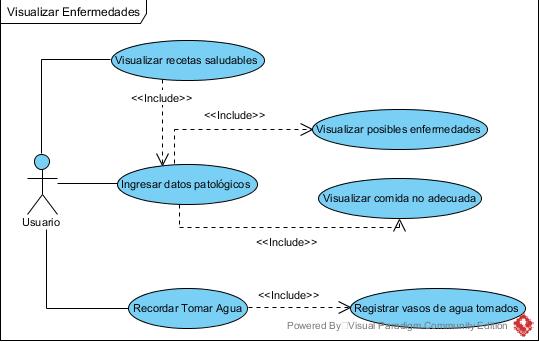 Visualizar Enfermedades
Visualizar recetas saludables
<<Include>>
<<Include>>
Visualizar posibles enfermedades
Ingresar datos patológicos
Visualizar comida no adecuada
Usuario
<<Include>>
<<Include>>
Recordar Tomar Agua
Registrar vasos de agua tomados
Powered By Visual Paradigm Community Edition